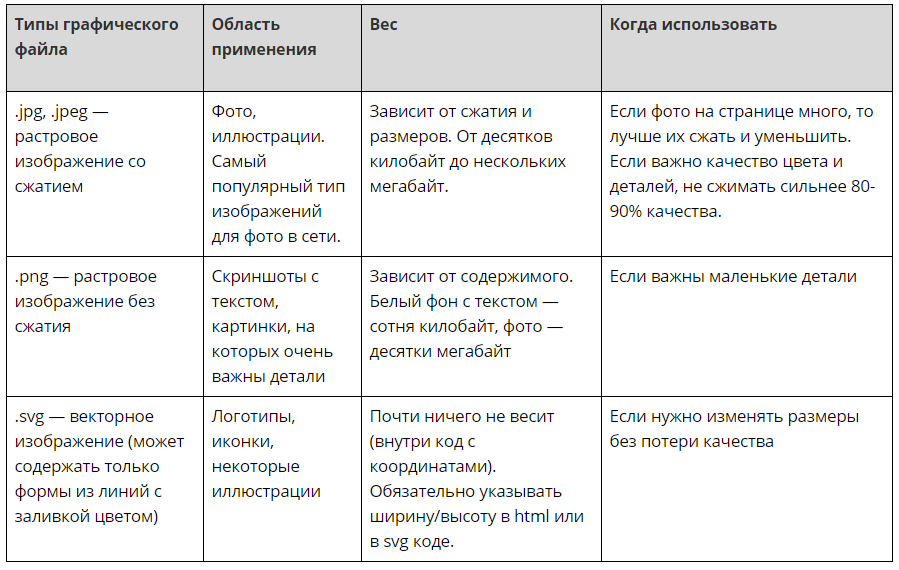 Типы графического
файла
Область
применения
Вес
Когда использовать
.jpg, .jpeg —
растровое
изображение со
сжатием
Фото,
иллюстрации.
Самый
популярный тип
изображений
для фото в сети.
Зависит от сжатия и
размеров. От десятков
килобайт до нескольких
мегабайт.
Если фото на странице много, то
лучше их сжать и уменьшить.
Если важно качество цвета и
деталей, не сжимать сильнее 80-
90% качества.
.png — растровое
изображение без
сжатия
Скриншоты с
текстом,
картинки, на
которых очень
важны детали
Зависит от содержимого.
Белый фон с текстом —
сотня килобайт, фото —
десятки мегабайт
Если важны маленькие детали
.svg — векторное
изображение (может
содержать только
формы из линий с
заливкой цветом)
Логотипы,
иконки,
некоторые
иллюстрации
Почти ничего не весит
(внутри код с
координатами).
Обязательно указывать
ширину/высоту в html или
в svg коде.
Если нужно изменять размеры
без потери качества